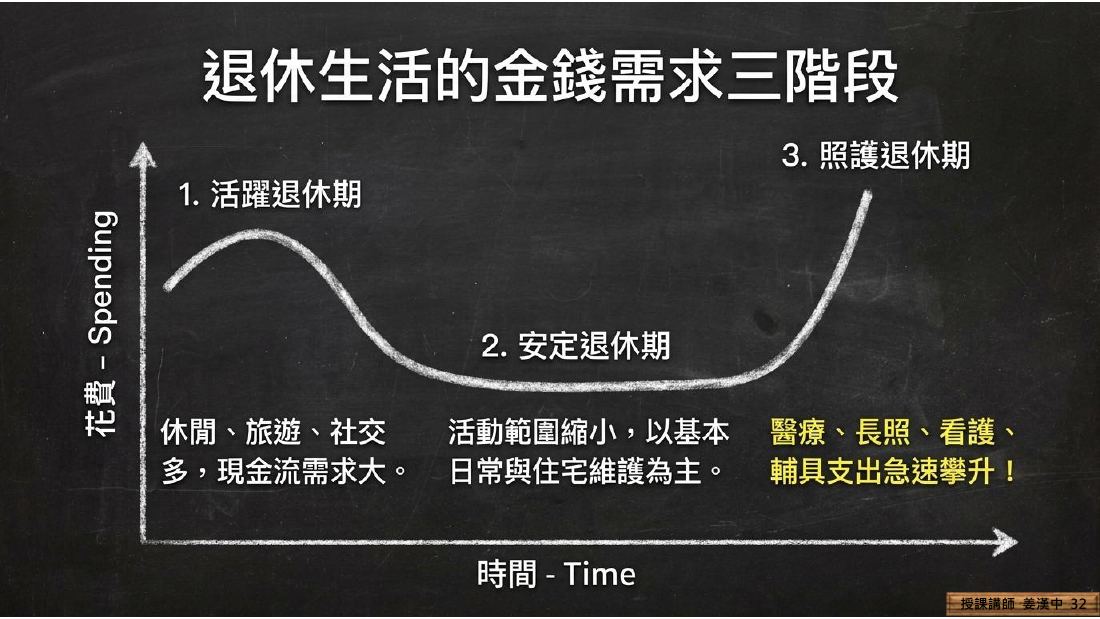 退休生活的金錢需求三階段
3. 照護退休期
1. 活躍退休期
花費 – Spending
2. 安定退休期
休閒、旅遊、社交
多，現金流需求大。
活動範圍縮小，以基本
日常與住宅維護為主。
醫療、長照、看護、
輔具支出急速攀升！
時間 - Time
授課講師 姜漢中 32